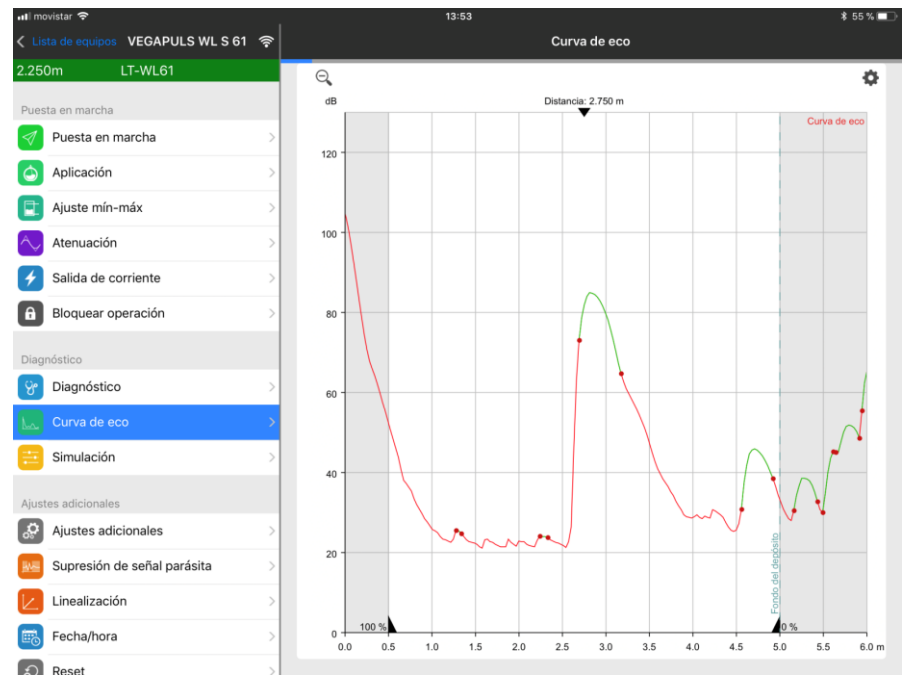 movistar 13:53 55 %
Lista de equipos VEGAPULS WL S 61 Curva de eco
2.250m LT-WL61
Puesta en marcha
Puesta en marcha
Aplicación
Ajuste mín-máx
Atenuación
Salida de corriente
Bloquear operación
Diagnóstico
Diagnóstico
Curva de eco
Simulación
Ajustes adicionales
Ajustes adicionales
Supresión de señal parásita
Linealización
Fecha/hora
Reset
dB
Distancia: 2.750 m
Curva de eco
120
100
80
60
40
20
0
100 %
Fondo del depósito
0 %
0.0 0.5 1.0 1.5 2.0 2.5 3.0 3.5 4.0 4.5 5.0 5.5 6.0 m